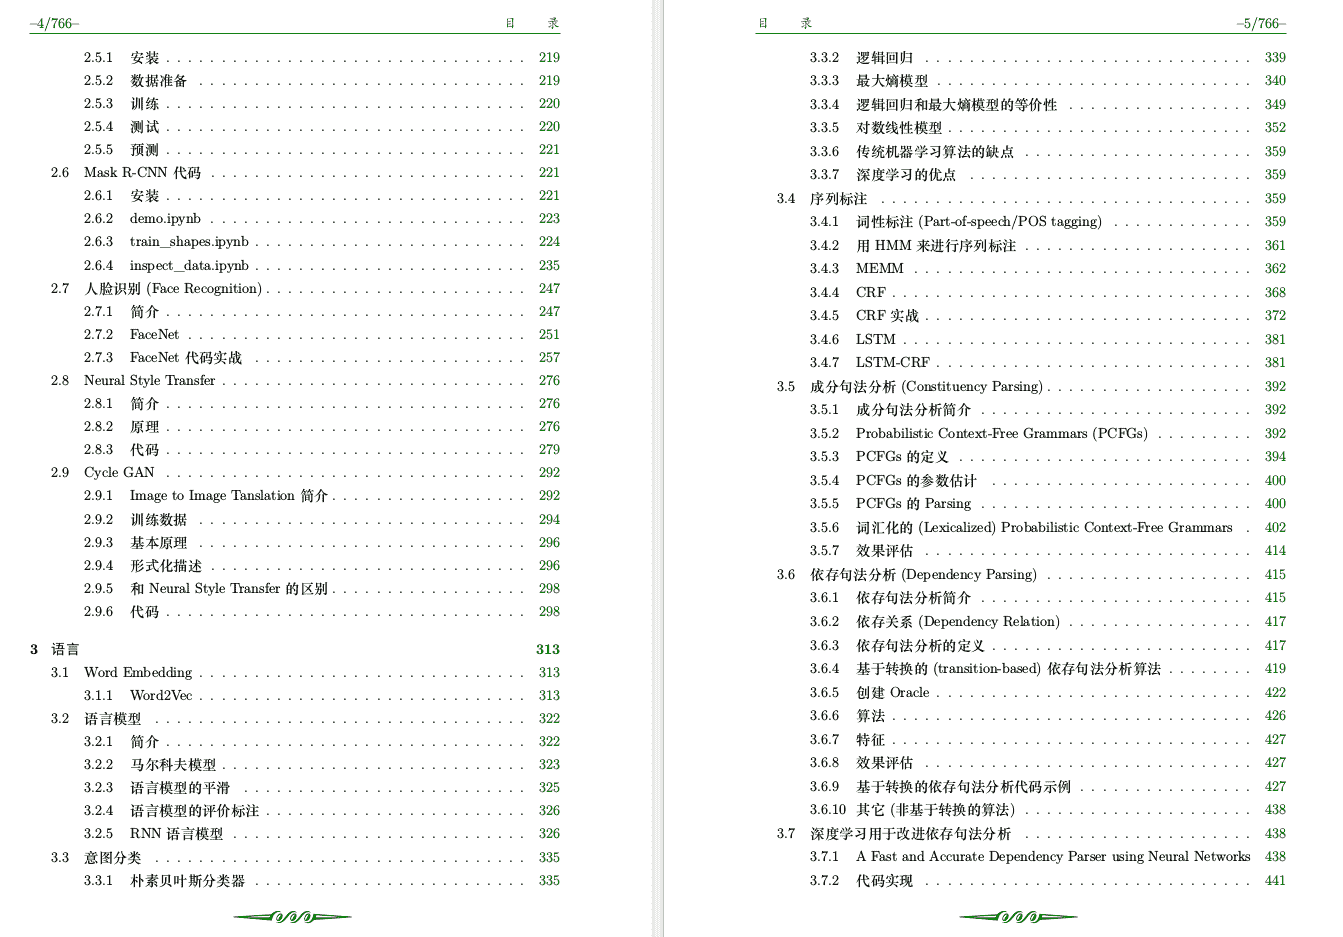 –4/766– 目 录
2.5.1 安装 . . . . . . . . . . 219
2.5.2 数据准备 . . . . . . . . . . 219
2.5.3 训练 . . . . . . . . . . 220
2.5.4 测试 . . . . . . . . . . 220
2.5.5 预测 . . . . . . . . . . 221
2.6 Mask R-CNN 代码 . . . . . . . . . . 221
2.6.1 安装 . . . . . . . . . . 221
2.6.2 demo.ipynb . . . . . . . . . . 223
2.6.3 train_shapes.ipynb . . . . . . . . . . 224
2.6.4 inspect_data.ipynb . . . . . . . . . . 235
2.7 人脸识别 (Face Recognition) . . . . . . . . . . 247
2.7.1 简介 . . . . . . . . . . 247
2.7.2 FaceNet . . . . . . . . . . 251
2.7.3 FaceNet 代码实战 . . . . . . . . . . 257
2.8 Neural Style Transfer . . . . . . . . . . 276
2.8.1 简介 . . . . . . . . . . 276
2.8.2 原理 . . . . . . . . . . 276
2.8.3 代码 . . . . . . . . . . 279
2.9 Cycle GAN . . . . . . . . . . 292
2.9.1 Image to Image Tanslation 简介 . . . . . . . . . . 292
2.9.2 训练数据 . . . . . . . . . . 294
2.9.3 基本原理 . . . . . . . . . . 296
2.9.4 形式化描述 . . . . . . . . . . 296
2.9.5 和 Neural Style Transfer 的区别 . . . . . . . . . . 298
2.9.6 代码 . . . . . . . . . . 298
3 语言 313
3.1 Word Embedding . . . . . . . . . . 313
3.1.1 Word2Vec . . . . . . . . . . 313
3.2 语言模型 . . . . . . . . . . 322
3.2.1 简介 . . . . . . . . . . 322
3.2.2 马尔科夫模型 . . . . . . . . . . 323
3.2.3 语言模型的平滑 . . . . . . . . . . 325
3.2.4 语言模型的评价标注 . . . . . . . . . . 326
3.2.5 RNN 语言模型 . . . . . . . . . . 326
3.3 意图分类 . . . . . . . . . . 335
3.3.1 朴素贝叶斯分类器 . . . . . . . . . . 335
目 录 –5/766–
3.3.2 逻辑回归 . . . . . . . . . . 339
3.3.3 最大熵模型 . . . . . . . . . . 340
3.3.4 逻辑回归和最大熵模型的等价性 . . . . . . . . . . 349
3.3.5 对数线性模型 . . . . . . . . . . 352
3.3.6 传统机器学习算法的缺点 . . . . . . . . . . 359
3.3.7 深度学习的优点 . . . . . . . . . . 359
3.4 序列标注 . . . . . . . . . . 359
3.4.1 词性标注 (Part-of-speech/POS tagging) . . . . . . . . . . 359
3.4.2 用 HMM 来进行序列标注 . . . . . . . . . . 361
3.4.3 MEMM . . . . . . . . . . 362
3.4.4 CRF . . . . . . . . . . 368
3.4.5 CRF 实战 . . . . . . . . . . 372
3.4.6 LSTM . . . . . . . . . . 381
3.4.7 LSTM-CRF . . . . . . . . . . 381
3.5 成分句法分析 (Constituency Parsing) . . . . . . . . . . 392
3.5.1 成分句法分析简介 . . . . . . . . . . 392
3.5.2 Probabilistic Context-Free Grammars (PCFGs) . . . . . . . . . 392
3.5.3 PCFGs 的定义 . . . . . . . . . . 394
3.5.4 PCFGs 的参数估计 . . . . . . . . . . 400
3.5.5 PCFGs 的 Parsing . . . . . . . . . . 400
3.5.6 词汇化的 (Lexicalized) Probabilistic Context-Free Grammars . 402
3.5.7 效果评估 . . . . . . . . . . 414
3.6 依存句法分析 (Dependency Parsing) . . . . . . . . . . 415
3.6.1 依存句法分析简介 . . . . . . . . . . 415
3.6.2 依存关系 (Dependency Relation) . . . . . . . . . . 417
3.6.3 依存句法分析的定义 . . . . . . . . . . 417
3.6.4 基于转换的 (transition-based) 依存句法分析算法 . . . . . . . . 419
3.6.5 创建 Oracle . . . . . . . . . . 422
3.6.6 算法 . . . . . . . . . . 426
3.6.7 特征 . . . . . . . . . . 427
3.6.8 效果评估 . . . . . . . . . . 427
3.6.9 基于转换的依存句法分析代码示例 . . . . . . . . . . 427
3.6.10 其它 (非基于转换的算法) . . . . . . . . . . 438
3.7 深度学习用于改进依存句法分析 . . . . . . . . . . 438
3.7.1 A Fast and Accurate Dependency Parser using Neural Networks 438
3.7.2 代码实现 . . . . . . . . . . 441